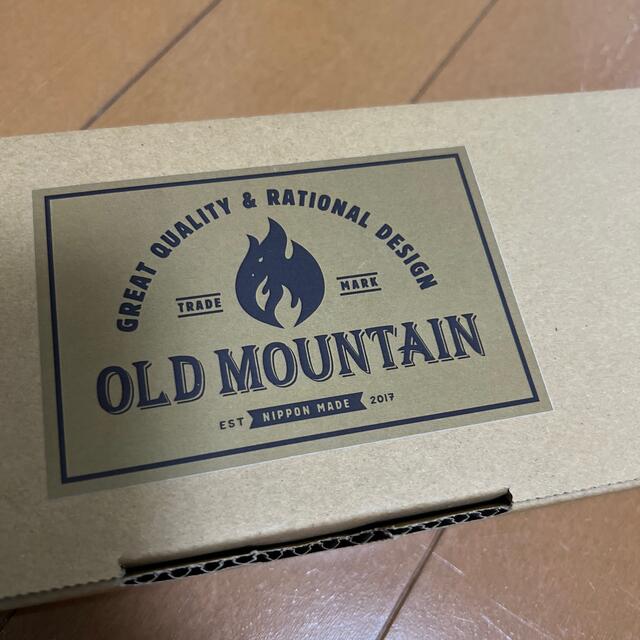 GREAT QUALITY & RATIONAL DESIGN
TRADE MARK
OLD MOUNTAIN
EST NIPPON MADE 2017